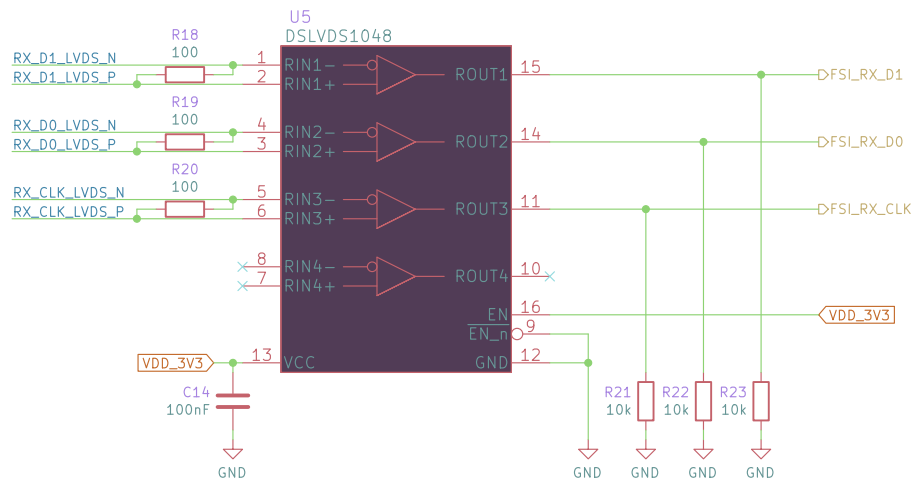 U5
DSLVDS1048
R18
100
RX_D1_LVDS_N
RX_D1_LVDS_P
1 RIN1-
2 RIN1+
ROUT1 15
FSI_RX_D1
R19
100
RX_D0_LVDS_N
RX_D0_LVDS_P
4 RIN2-
3 RIN2+
ROUT2 14
FSI_RX_D0
R20
100
RX_CLK_LVDS_N
RX_CLK_LVDS_P
5 RIN3-
6 RIN3+
ROUT3 11
FSI_RX_CLK
8 RIN4-
7 RIN4+
ROUT4 10
EN 16
VDD_3V3
EN_n 9
VDD_3V3
13 VCC
GND 12
C14
100nF
R21
10k
R22
10k
R23
10k
GND
GND
GND
GND
GND